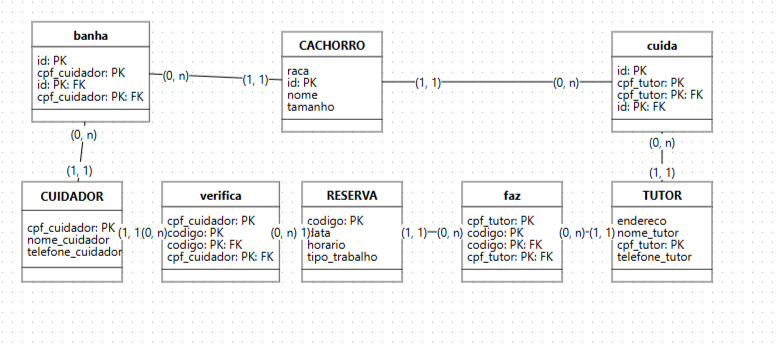 banha
id: PK
cpf_cuidador: PK
id: PK: FK
cpf_cuidador: PK: FK
(0, n)
(1, 1)
CACHORRO
raca
id: PK
nome
tamanho
(1, 1)
(0, n)
cuida
id: PK
cpf_tutor: PK
cpf_tutor: PK: FK
id: PK: FK
(0, n)
(1, 1)
(0, n)
(1, 1)
CUIDADOR
cpf_cuidador: PK
nome_cuidador
telefone_cuidador
(1, 1
(0, n)
verifica
cpf_cuidador: PK
codigo: PK
codigo: PK: FK
cpf_cuidador: PK: FK
(0, n)
1)
RESERVA
codigo: PK
data
horario
tipo_trabalho
(1, 1)
(0, n)
faz
cpf_tutor: PK
codigo: PK
codigo: PK: FK
cpf_tutor: PK: FK
(0, n)
(1, 1)
TUTOR
endereco
nome_tutor
cpf_tutor: PK
telefone_tutor